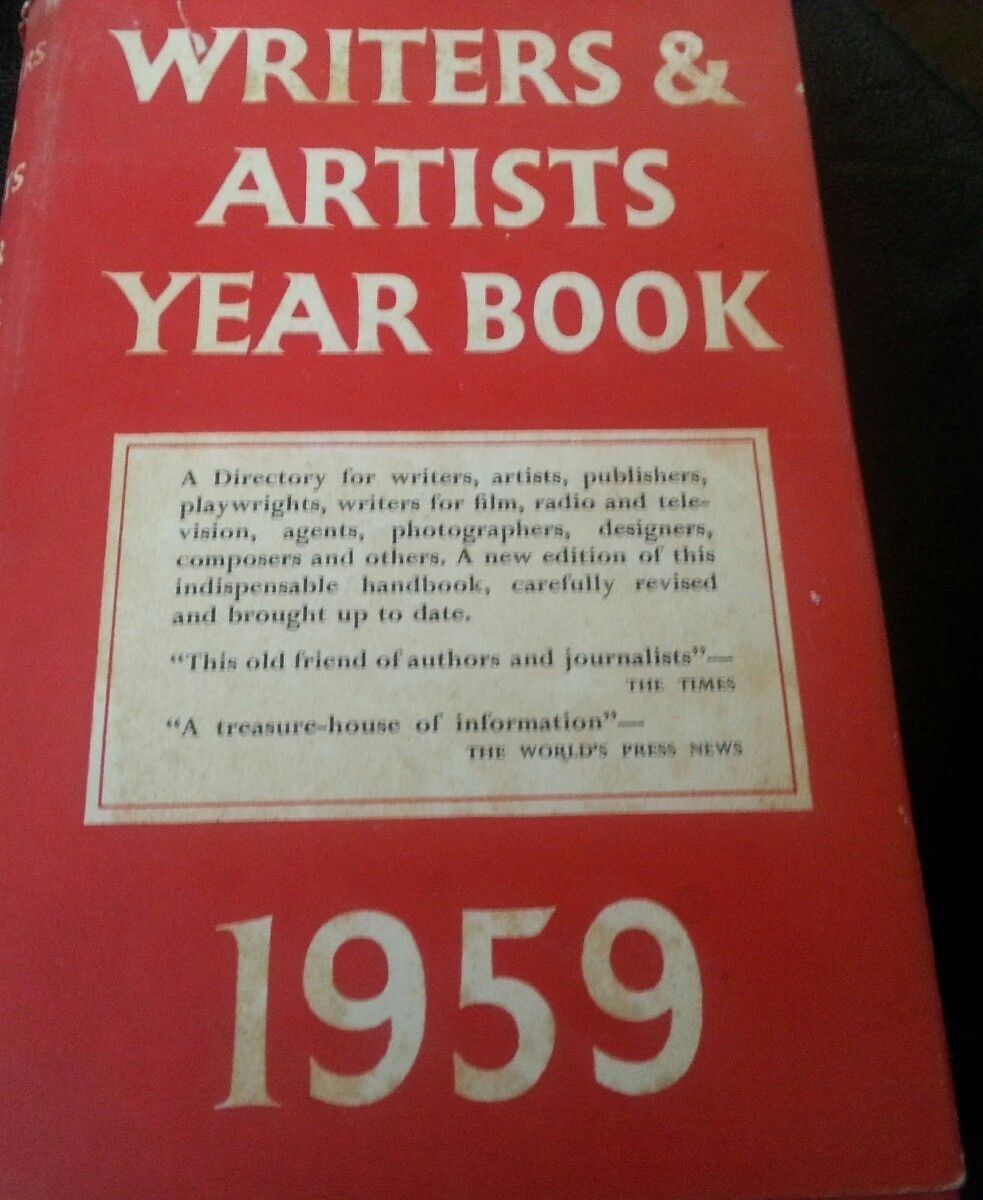 WRITERS &
ARTISTS
YEAR BOOK
A Directory for writers, artists, publishers,
playwrights, writers for film, radio and tele-
vision, agents, photographers, designers,
composers and others. A new edition of this
indispensable handbook, carefully revised
and brought up to date.
“This old friend of authors and journalists”—
THE TIMES
“A treasure-house of information”—
THE WORLD'S PRESS NEWS
1959